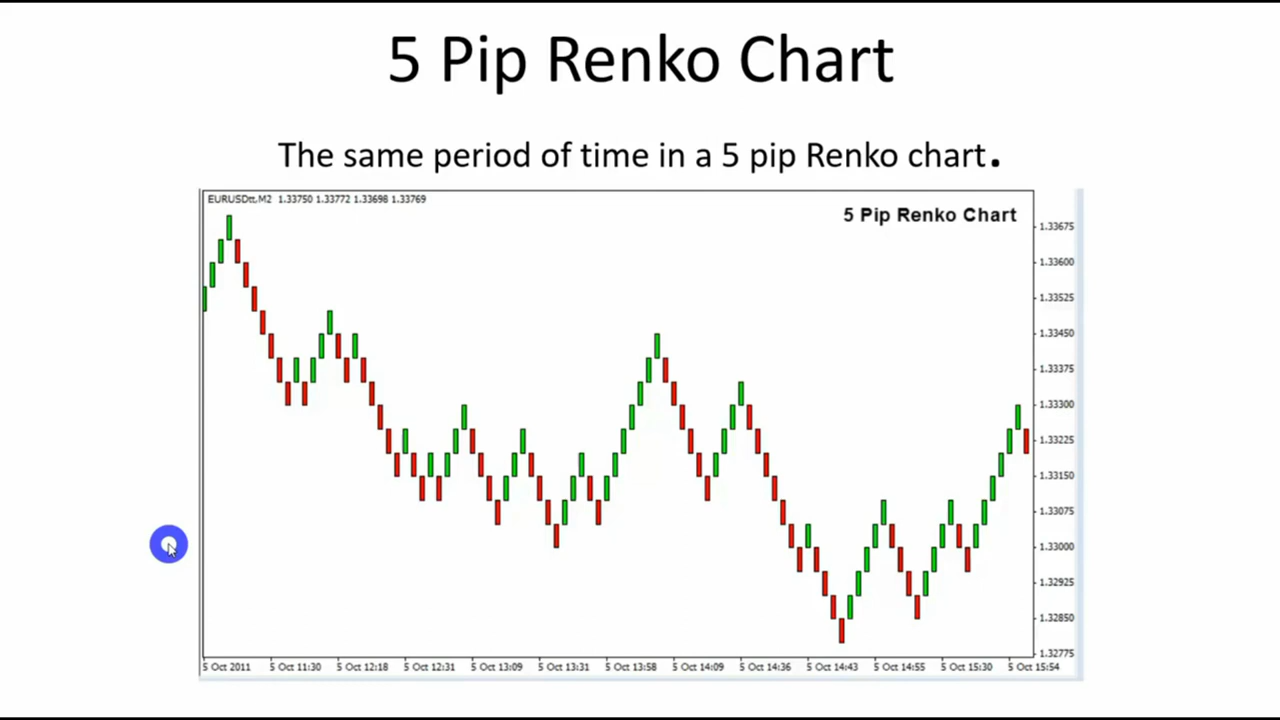 5 Pip Renko Chart
The same period of time in a 5 pip Renko chart.
EURUSDtt,M2 1.33750 1.33772 1.33698 1.33769
5 Pip Renko Chart
1.33675
1.33600
1.33525
1.33450
1.33375
1.33300
1.33225
1.33150
1.33075
1.33000
1.32925
1.32850
1.32775
5 Oct 2011 5 Oct 11:30 5 Oct 12:18 5 Oct 12:31 5 Oct 13:09 5 Oct 13:31 5 Oct 13:58 5 Oct 14:09 5 Oct 14:36 5 Oct 14:43 5 Oct 14:55 5 Oct 15:30 5 Oct 15:54